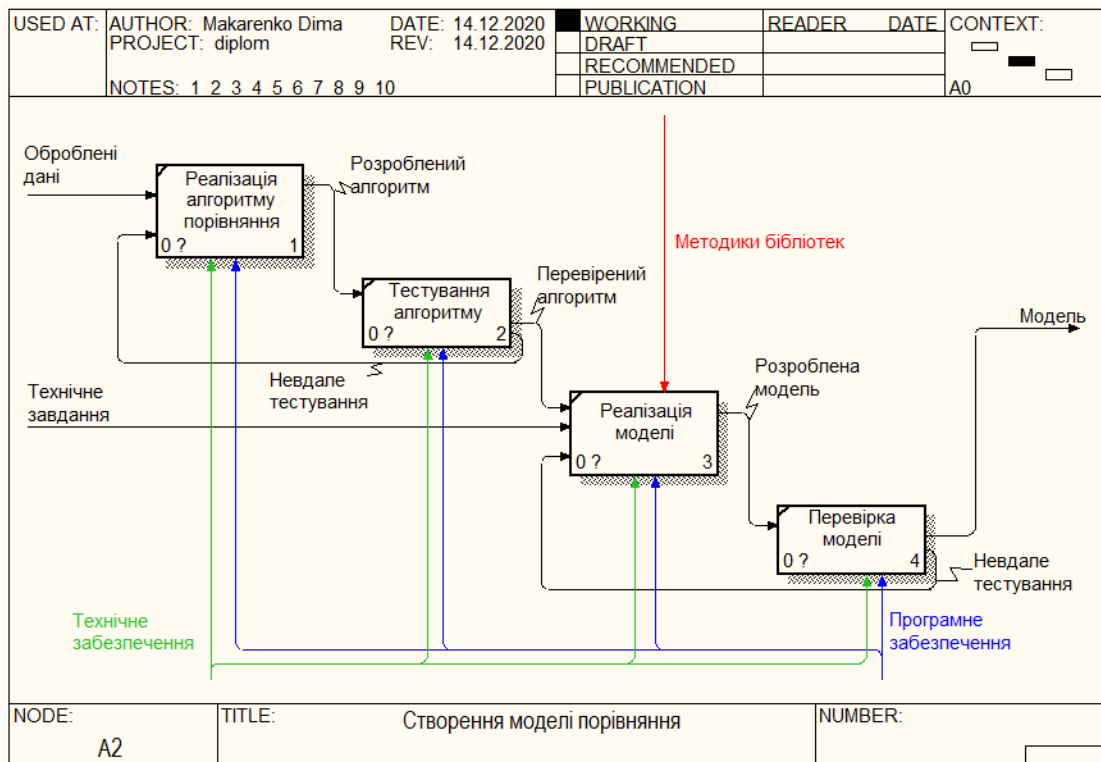 USED AT:
AUTHOR: Makarenko Dima
DATE: 14.12.2020
PROJECT: diplom
REV: 14.12.2020
NOTES: 1 2 3 4 5 6 7 8 9 10
WORKING
DRAFT
RECOMMENDED
PUBLICATION
READER
DATE
CONTEXT:
A0
Оброблені
дані
Реалізація
алгоритму
порівняння
0 ?
1
Розроблений
алгоритм
Методики бібліотек
Тестування
алгоритму
0 ?
2
Перевірений
алгоритм
Модель
Невдале
тестування
Технічне
завдання
Реалізація
моделі
0 ?
3
Розроблена
модель
Перевірка
моделі
0 ?
4
Невдале
тестування
Технічне
забезпечення
Програмне
забезпечення
NODE:
A2
TITLE:
Створення моделі порівняння
NUMBER: